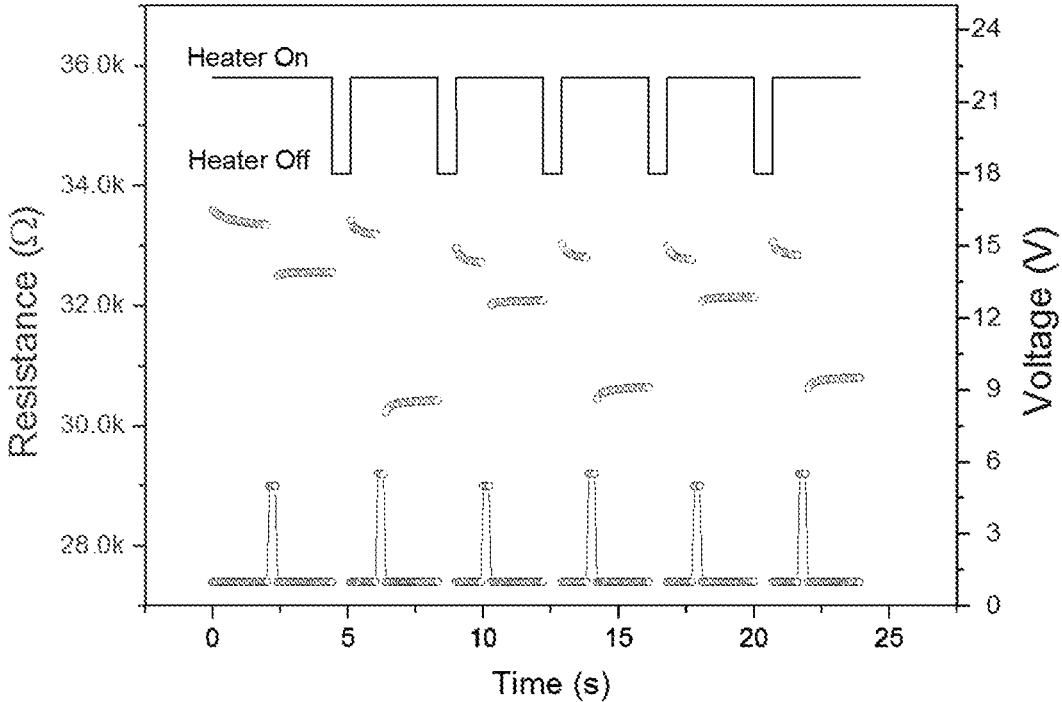 Heater On
Heater Off
Resistance (Ω)
36.0k
34.0k
32.0k
30.0k
28.0k
Voltage (V)
24
21
18
15
12
9
6
3
0
0 5 10 15 20 25
Time (s)